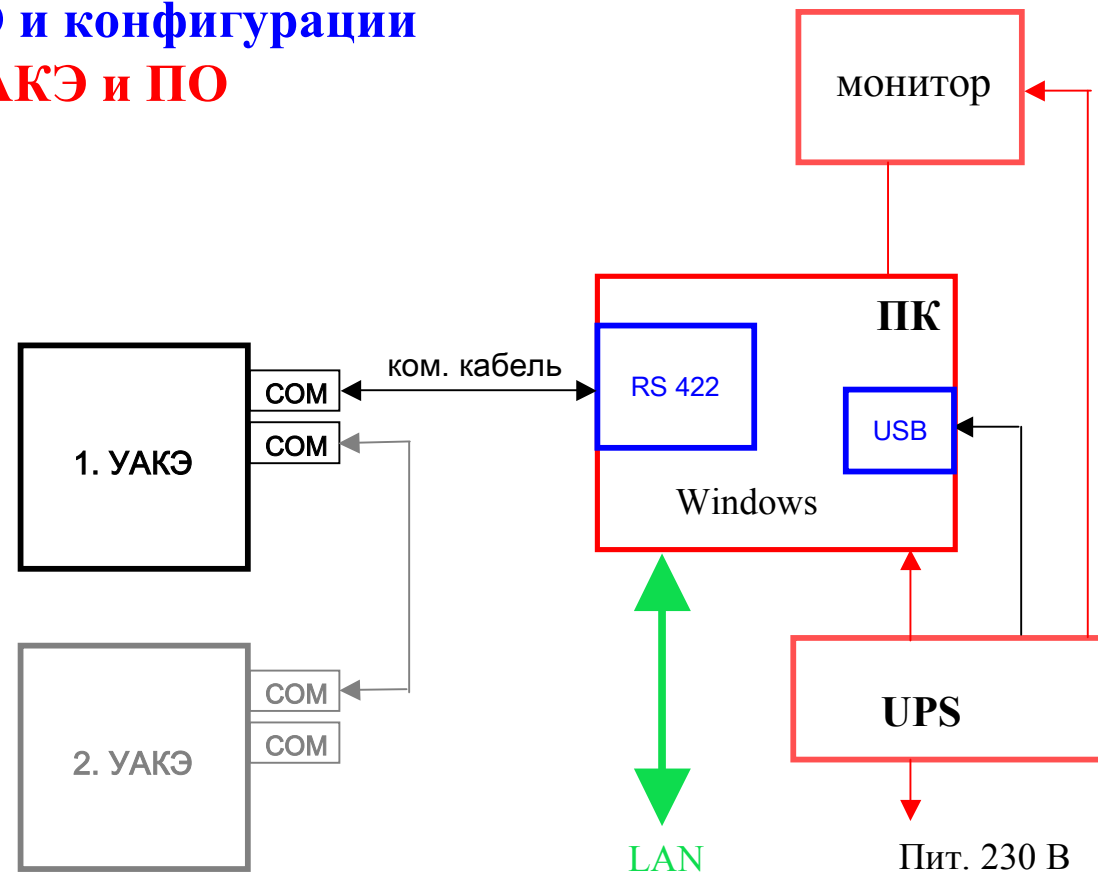 и конфигурации
и ПО
монитор
ПК
ком. кабель
COM
RS 422
COM
USB
1. УАКЭ
Windows
COM
UPS
COM
2. УАКЭ
LAN
Пит. 230 В